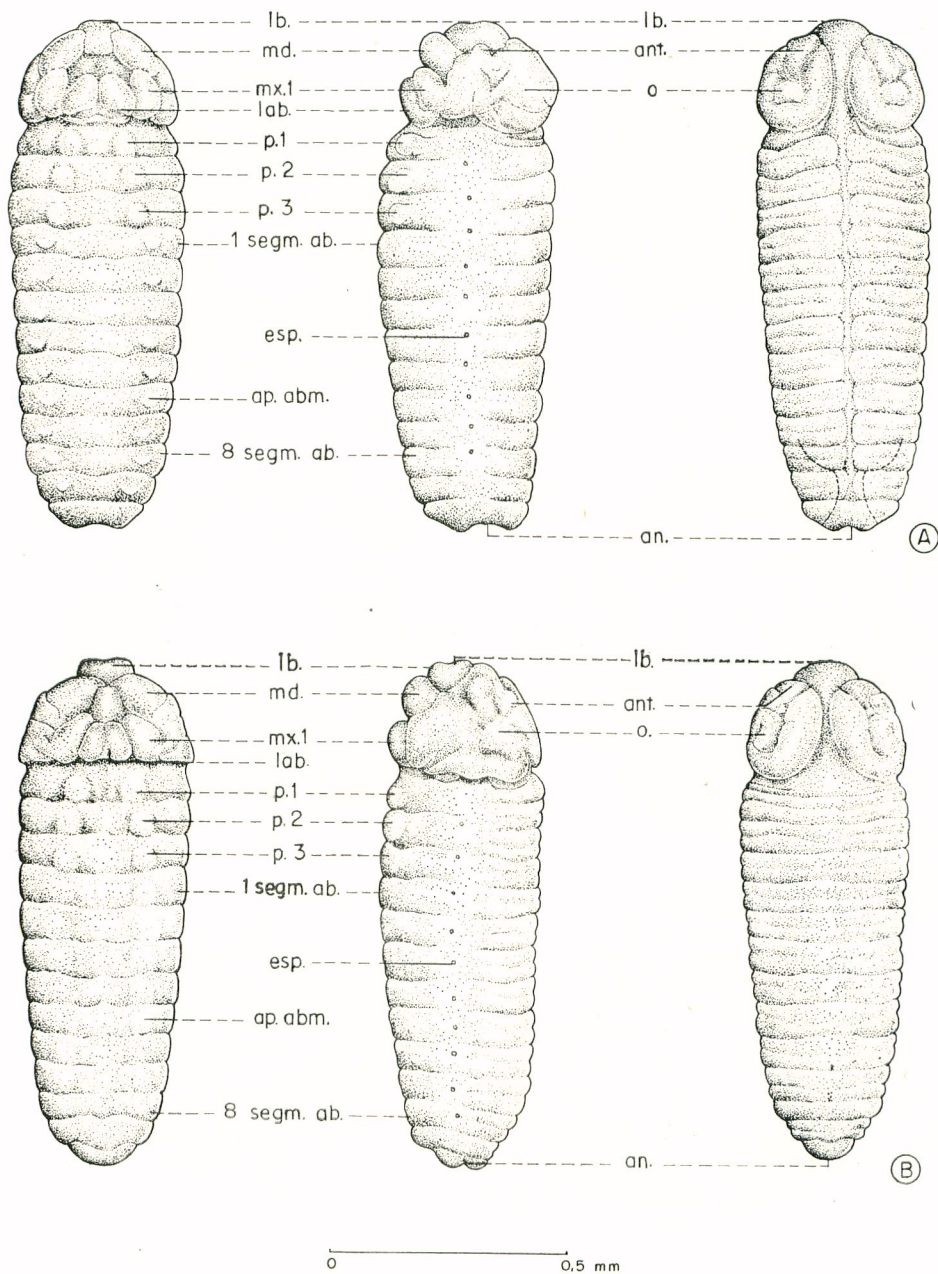 lb. lb.
md. ant.
mx.1 o
lab.
p.1
p. 2
p. 3
1 segm. ab.
esp.
ap. abm.
8 segm. ab.
an.
A
lb. lb.
md. ant.
mx.1 o.
lab.
p.1
p. 2
p. 3
1 segm. ab.
esp.
ap. abm.
8 segm. ab.
an.
B
0 0,5 mm